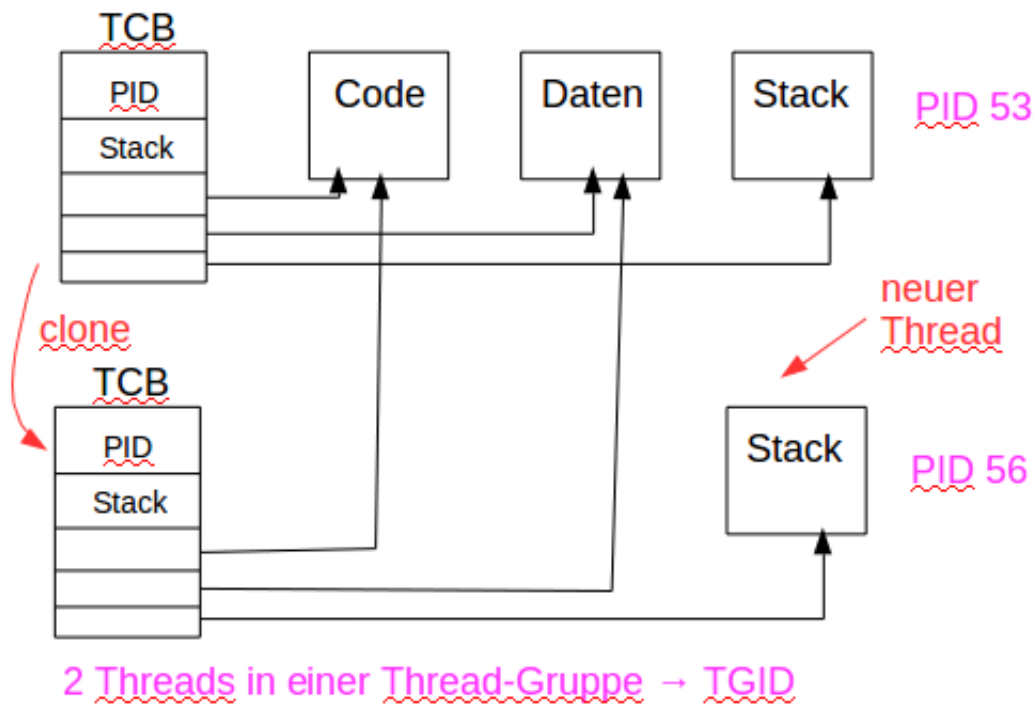 TCB
PID
Stack
Code
Daten
Stack
PID 53
clone
neuer
Thread
TCB
PID
Stack
Stack
PID 56
2 Threads in einer Thread-Gruppe → TGID